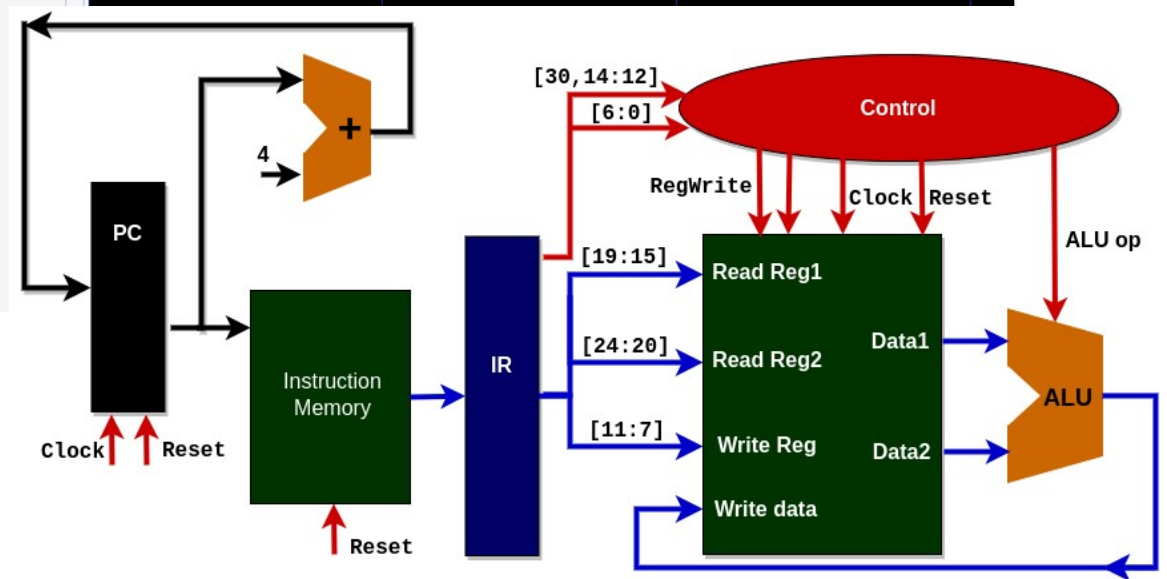 [30,14:12]
[6:0]
Control
+
4
RegWrite
Clock
Reset
ALU op
PC
[19:15]
Read Reg1
Data1
[24:20]
Read Reg2
IR
Instruction
Memory
ALU
[11:7]
Write Reg
Data2
Clock
Reset
Write data
Reset